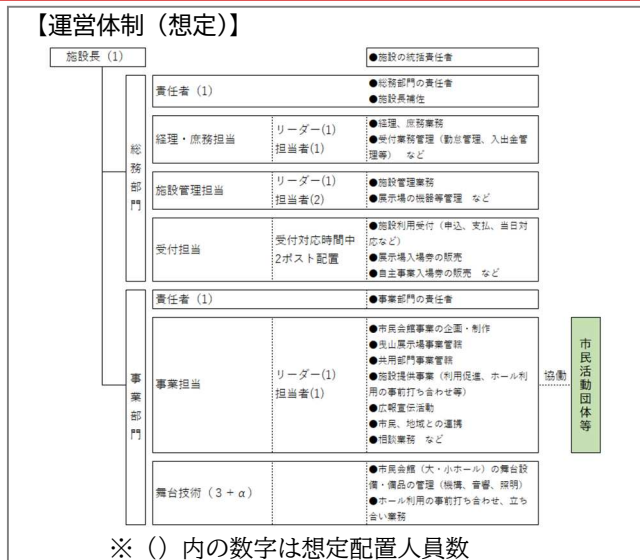 【運営体制（想定）】
施設長（1）
●施設の統括責任者
総務部門
責任者（1）
●総務部門の責任者
●施設長補佐
経理・庶務担当
リーダー(1)
担当者(1)
●経理、庶務業務
●受付業務管理（勤怠管理、入出金管
理等） など
施設管理担当
リーダー(1)
担当者(2)
●施設管理業務
●展示場の機器等管理 など
受付担当
受付対応時間中
2ポスト配置
●施設利用受付（申込、支払、当日対
応など）
●展示場入場券の販売
●自主事業入場券の販売 など
事業部門
責任者（1）
●事業部門の責任者
事業担当
リーダー(1)
担当者(1)
●市民会館事業の企画・制作
●曳山展示場事業管轄
●共用部門事業管轄
●施設提供事業（利用促進、ホール利
用の事前打ち合わせ等）
●広報宣伝活動
●市民、地域との連携
●相談業務 など
協働
市民活動団体等
舞台技術（3＋α）
●市民会館（大・小ホール）の舞台設
備・備品の管理（機構、音響、照明）
●ホール利用の事前打ち合わせ、立ち
合い業務
※（）内の数字は想定配置人員数